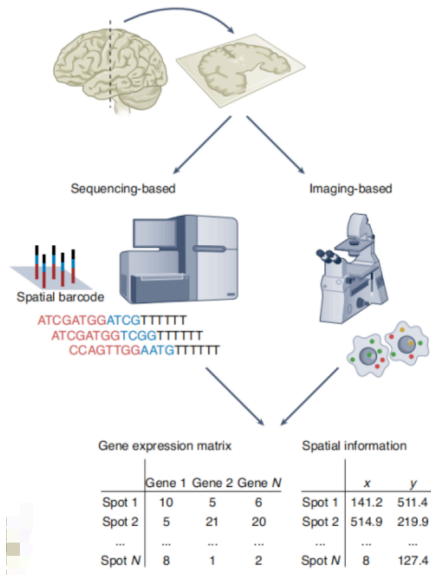 Sequencing-based
Imaging-based
Spatial barcode
ATCGATGGATCGTTTTTT
ATCGATGGTCGGTTTTTT
CCAGTTGGAATGTTTTTT
Gene expression matrix
Gene 1 Gene 2 Gene N
Spot 1 10 5 6
Spot 2 5 21 20
... ... ... ...
Spot N 8 1 2
Spatial information
x y
Spot 1 141.2 511.4
Spot 2 514.9 219.9
... ... ...
Spot N 8 127.4